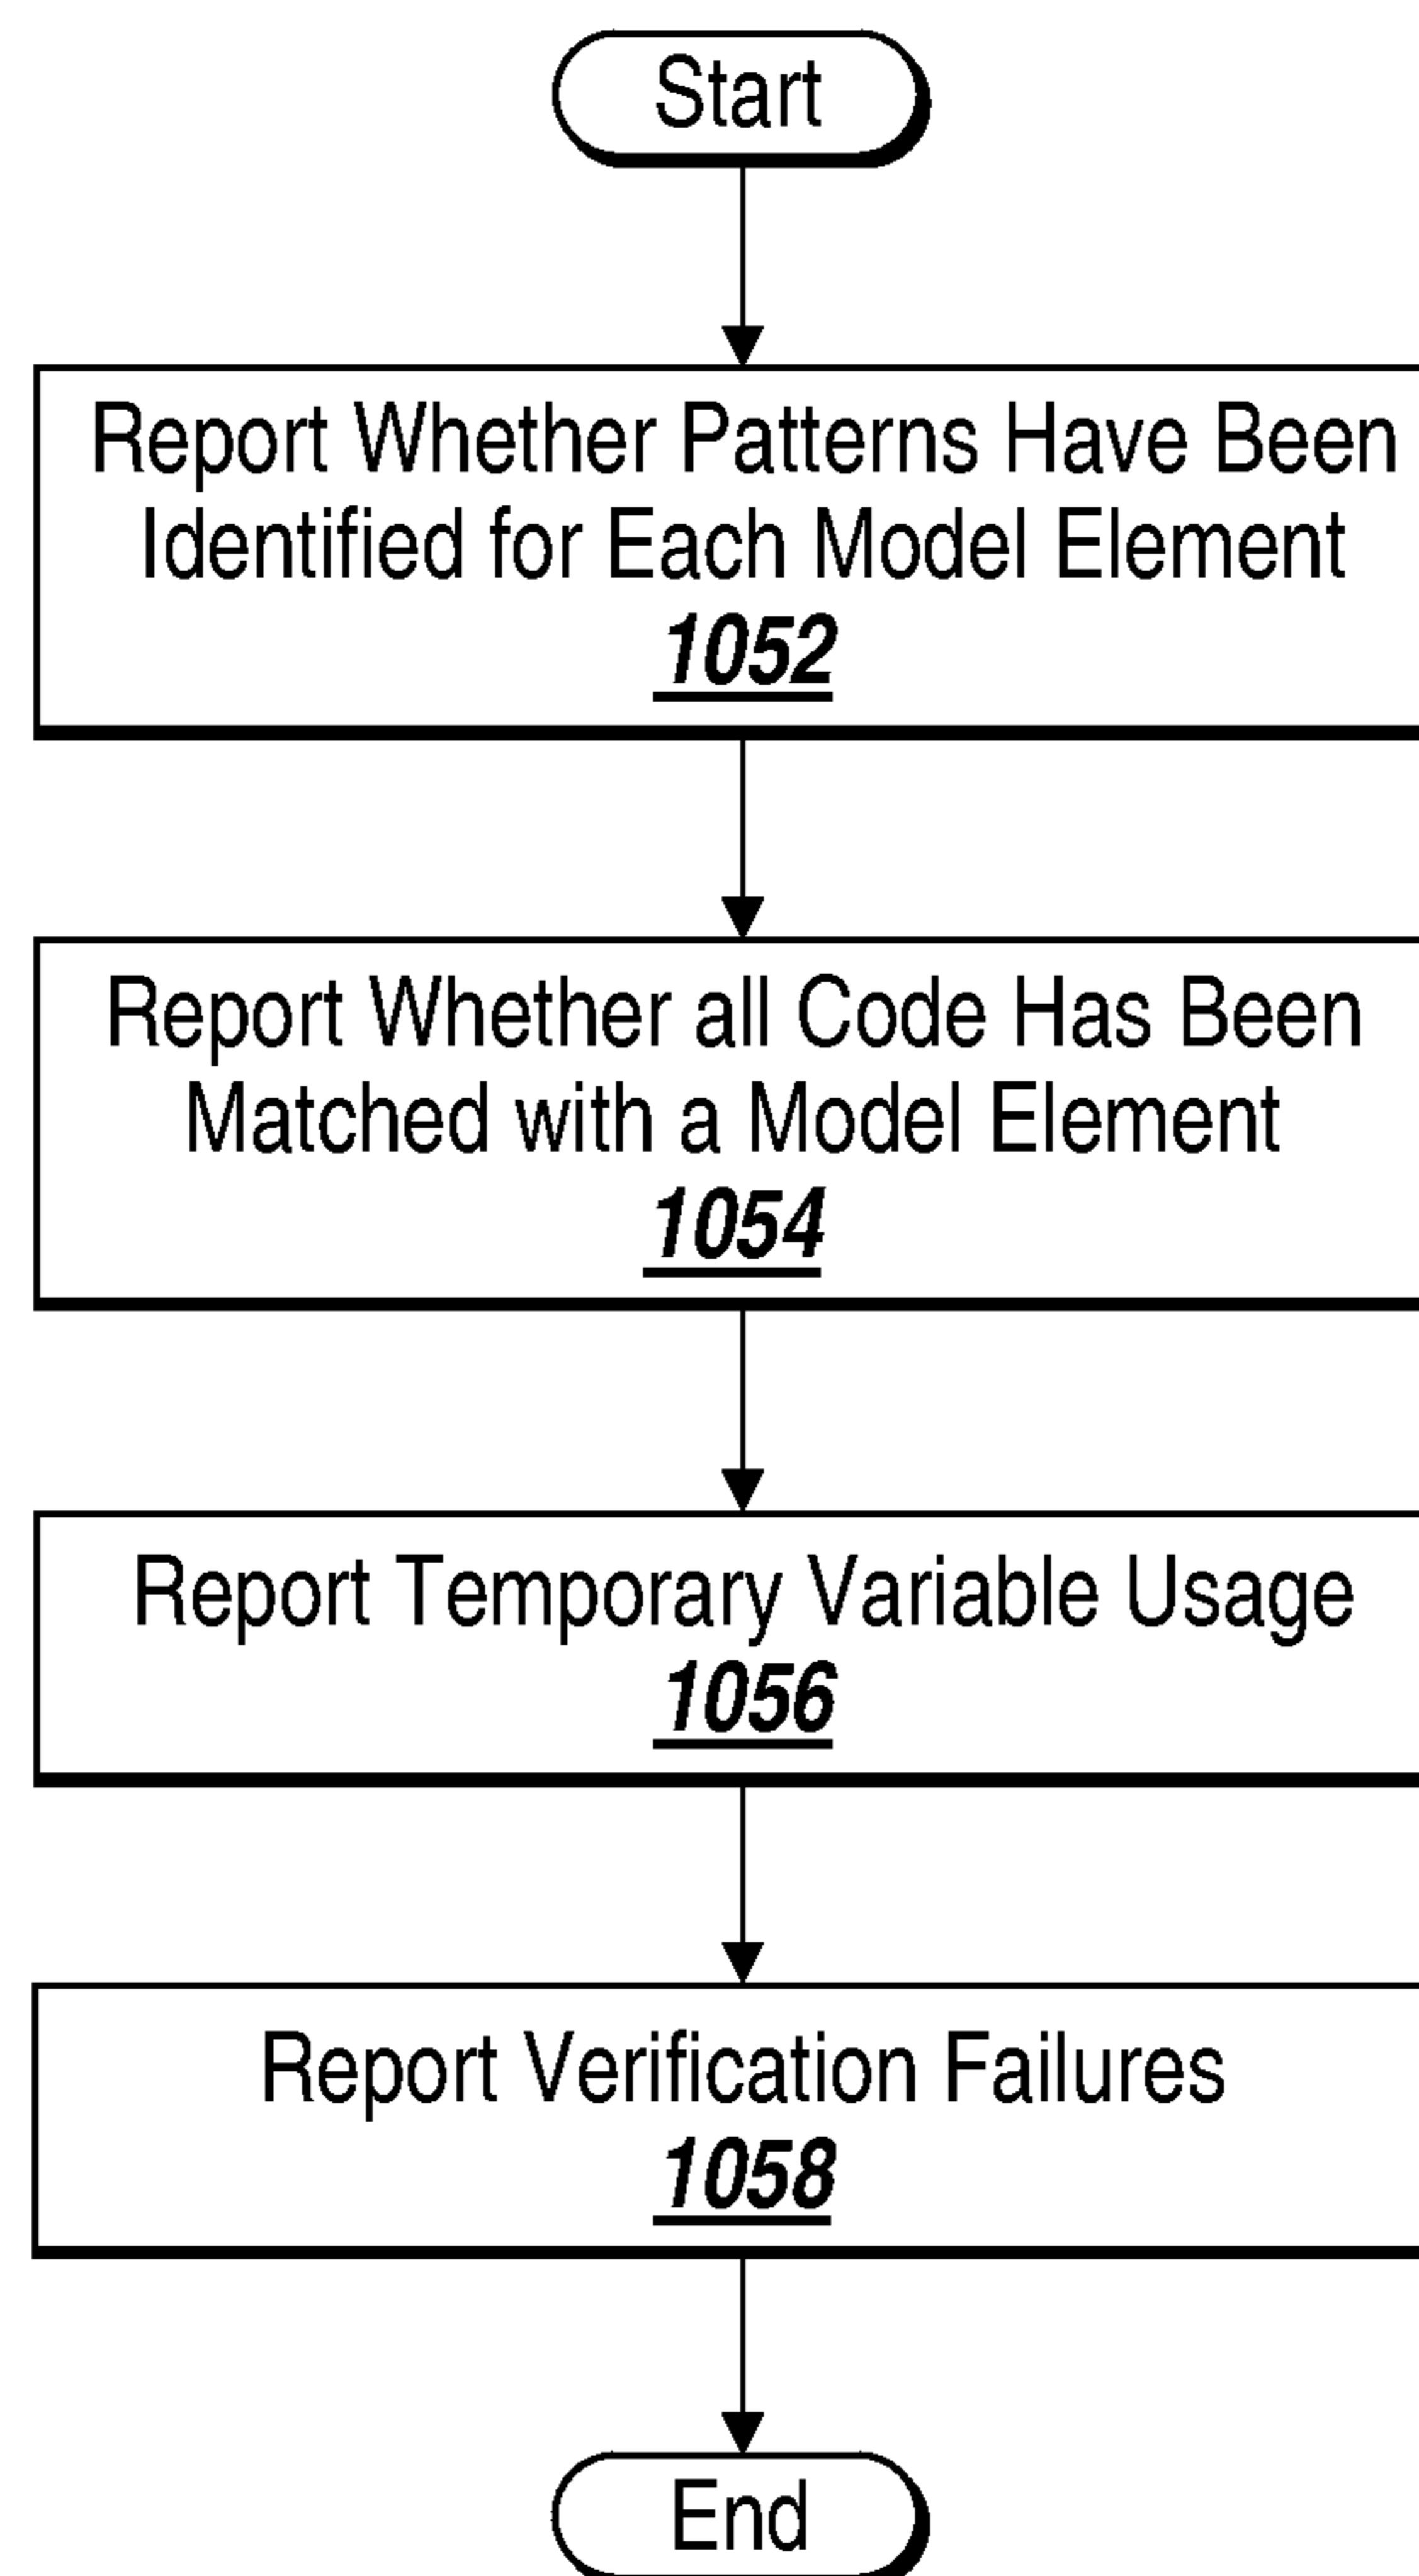 Start
Report Whether Patterns Have Been
Identified for Each Model Element
1052
Report Whether all Code Has Been
Matched with a Model Element
1054
Report Temporary Variable Usage
1056
Report Verification Failures
1058
End